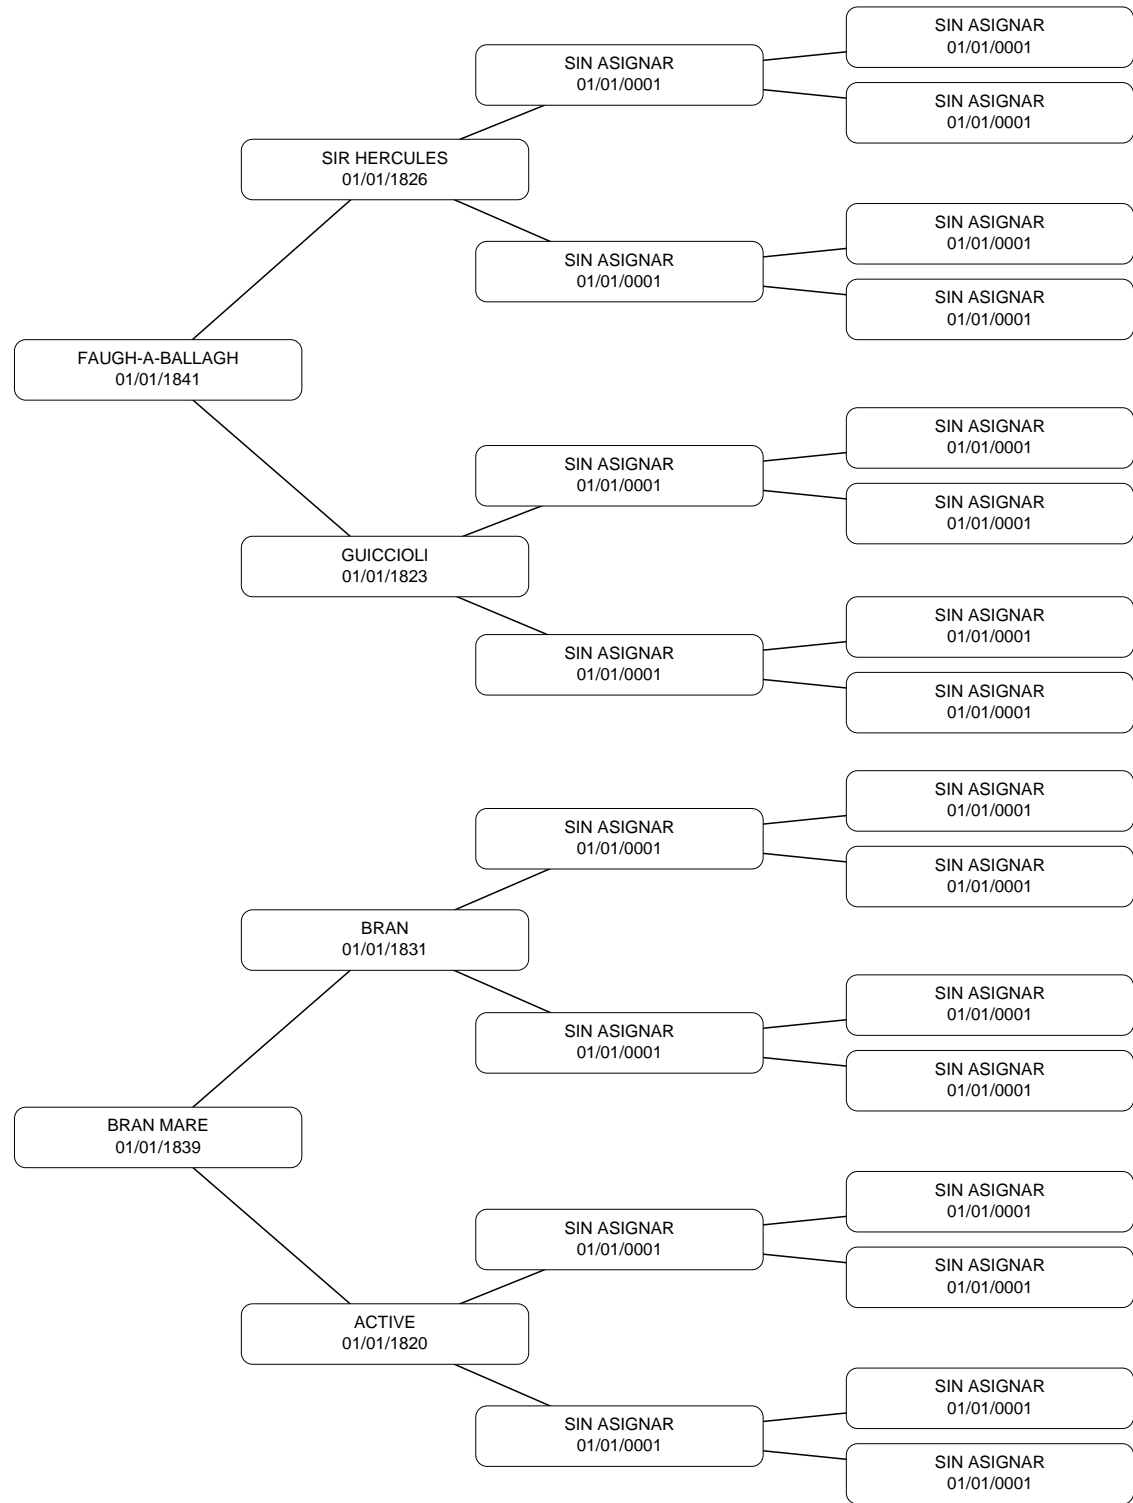 SIN ASIGNAR
01/01/0001
SIN ASIGNAR
01/01/0001
SIN ASIGNAR
01/01/0001
SIR HERCULES
01/01/1826
SIN ASIGNAR
01/01/0001
SIN ASIGNAR
01/01/0001
SIN ASIGNAR
01/01/0001
FAUGH-A-BALLAGH
01/01/1841
SIN ASIGNAR
01/01/0001
SIN ASIGNAR
01/01/0001
SIN ASIGNAR
01/01/0001
GUICCIOLI
01/01/1823
SIN ASIGNAR
01/01/0001
SIN ASIGNAR
01/01/0001
SIN ASIGNAR
01/01/0001
SIN ASIGNAR
01/01/0001
SIN ASIGNAR
01/01/0001
SIN ASIGNAR
01/01/0001
BRAN
01/01/1831
SIN ASIGNAR
01/01/0001
SIN ASIGNAR
01/01/0001
SIN ASIGNAR
01/01/0001
BRAN MARE
01/01/1839
SIN ASIGNAR
01/01/0001
SIN ASIGNAR
01/01/0001
SIN ASIGNAR
01/01/0001
ACTIVE
01/01/1820
SIN ASIGNAR
01/01/0001
SIN ASIGNAR
01/01/0001
SIN ASIGNAR
01/01/0001